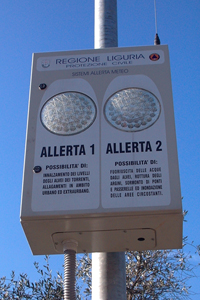 REGIONE LIGURIA
PROTEZIONE CIVILE
SISTEMI ALLERTA METEO
ALLERTA 1
POSSIBILITA' DI:
INNALZAMENTO DEI LIVELLI
DEGLI ALVEI DEI TORRENTI,
ALLAGAMENTI IN AMBITO
URBANO ED EXTRAURBANO.
ALLERTA 2
POSSIBILITA' DI:
FUORIUSCITA DELLE ACQUE
DAGLI ALVEI, ROTTURA DEGLI
ARGINI, SORMONTO DI PONTI
E PASSERELLE ED INONDAZIONE
DELLE AREE CIRCOSTANTI.